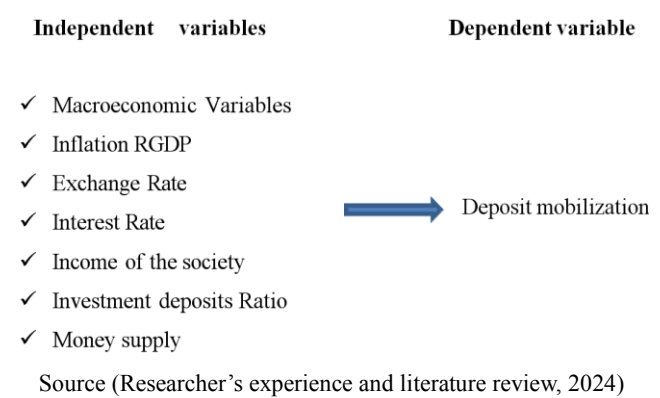 Independent variables
Dependent variable
✓ Macroeconomic Variables
✓ Inflation RGDP
✓ Exchange Rate
✓ Interest Rate
✓ Income of the society
✓ Investment deposits Ratio
✓ Money supply
Deposit mobilization
Source (Researcher’s experience and literature review, 2024)